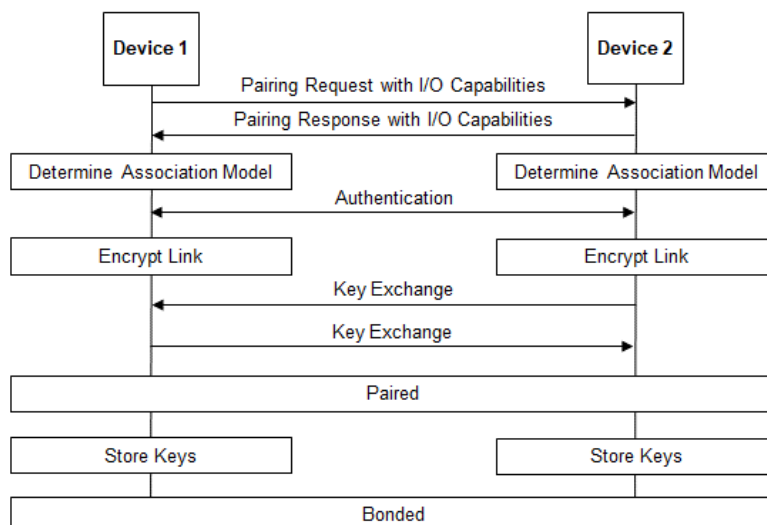 Device 1
Device 2
Pairing Request with I/O Capabilities
Pairing Response with I/O Capabilities
Determine Association Model
Determine Association Model
Authentication
Encrypt Link
Encrypt Link
Key Exchange
Key Exchange
Paired
Store Keys
Store Keys
Bonded